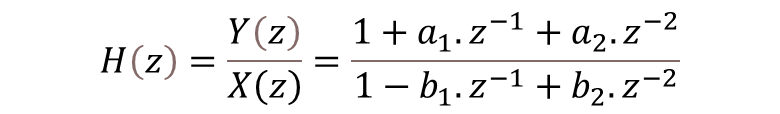 H(z) = Y(z)/X(z) = (1 + a₁.z⁻¹ + a₂.z⁻²)/(1 − b₁.z⁻¹ + b₂.z⁻²)